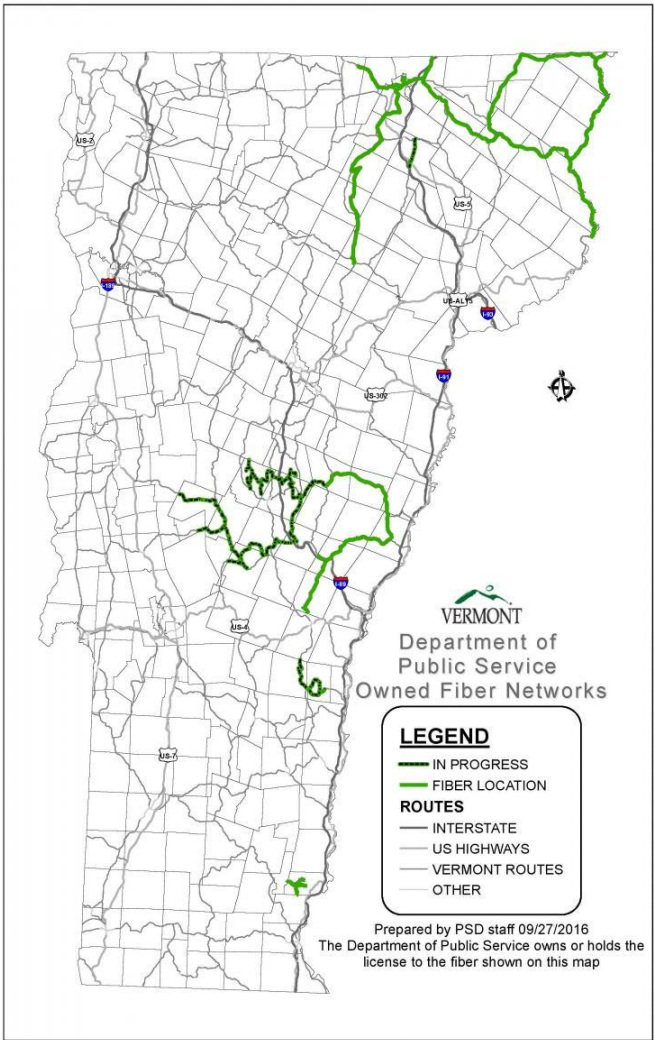 US-2
US-5
I-189
US-ALT5
I-93
I-91
US-302
I-89
US-4
US-7
VERMONT
Department of
Public Service
Owned Fiber Networks
LEGEND
IN PROGRESS
FIBER LOCATION
ROUTES
INTERSTATE
US HIGHWAYS
VERMONT ROUTES
OTHER
Prepared by PSD staff 09/27/2016
The Department of Public Service owns or holds the
license to the fiber shown on this map